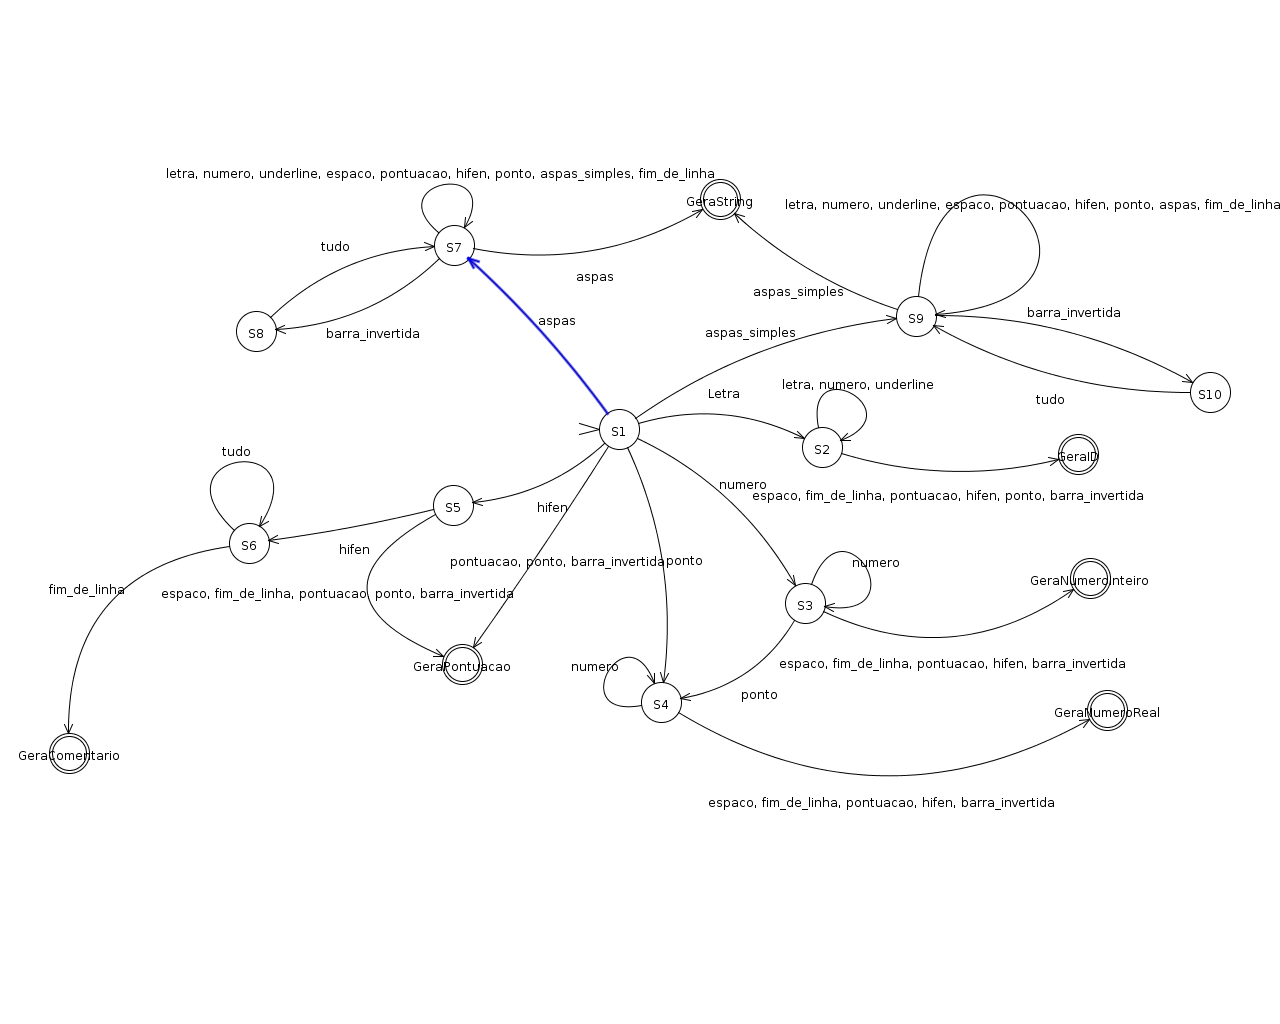 letra, numero, underline, espaco, pontuacao, hifen, ponto, aspas_simples, fim_de_linha
GeraString
letra, numero, underline, espaco, pontuacao, hifen, ponto, aspas, fim_de_linha
tudo
S7
aspas
aspas_simples
barra_invertida
S8
barra_invertida
aspas
aspas_simples
S9
S10
tudo
letra, numero, underline
Letra
S1
S2
GeraID
tudo
numero
espaco, fim_de_linha, pontuacao, hifen, ponto, barra_invertida
S5
hifen
S6
hifen
pontuacao, ponto, barra_invertida
ponto
numero
fim_de_linha
espaco, fim_de_linha, pontuacao, ponto, barra_invertida
S3
GeraNumeroInteiro
GeraPontuacao
numero
espaco, fim_de_linha, pontuacao, hifen, barra_invertida
ponto
S4
GeraNumeroReal
GeraComentario
espaco, fim_de_linha, pontuacao, hifen, barra_invertida